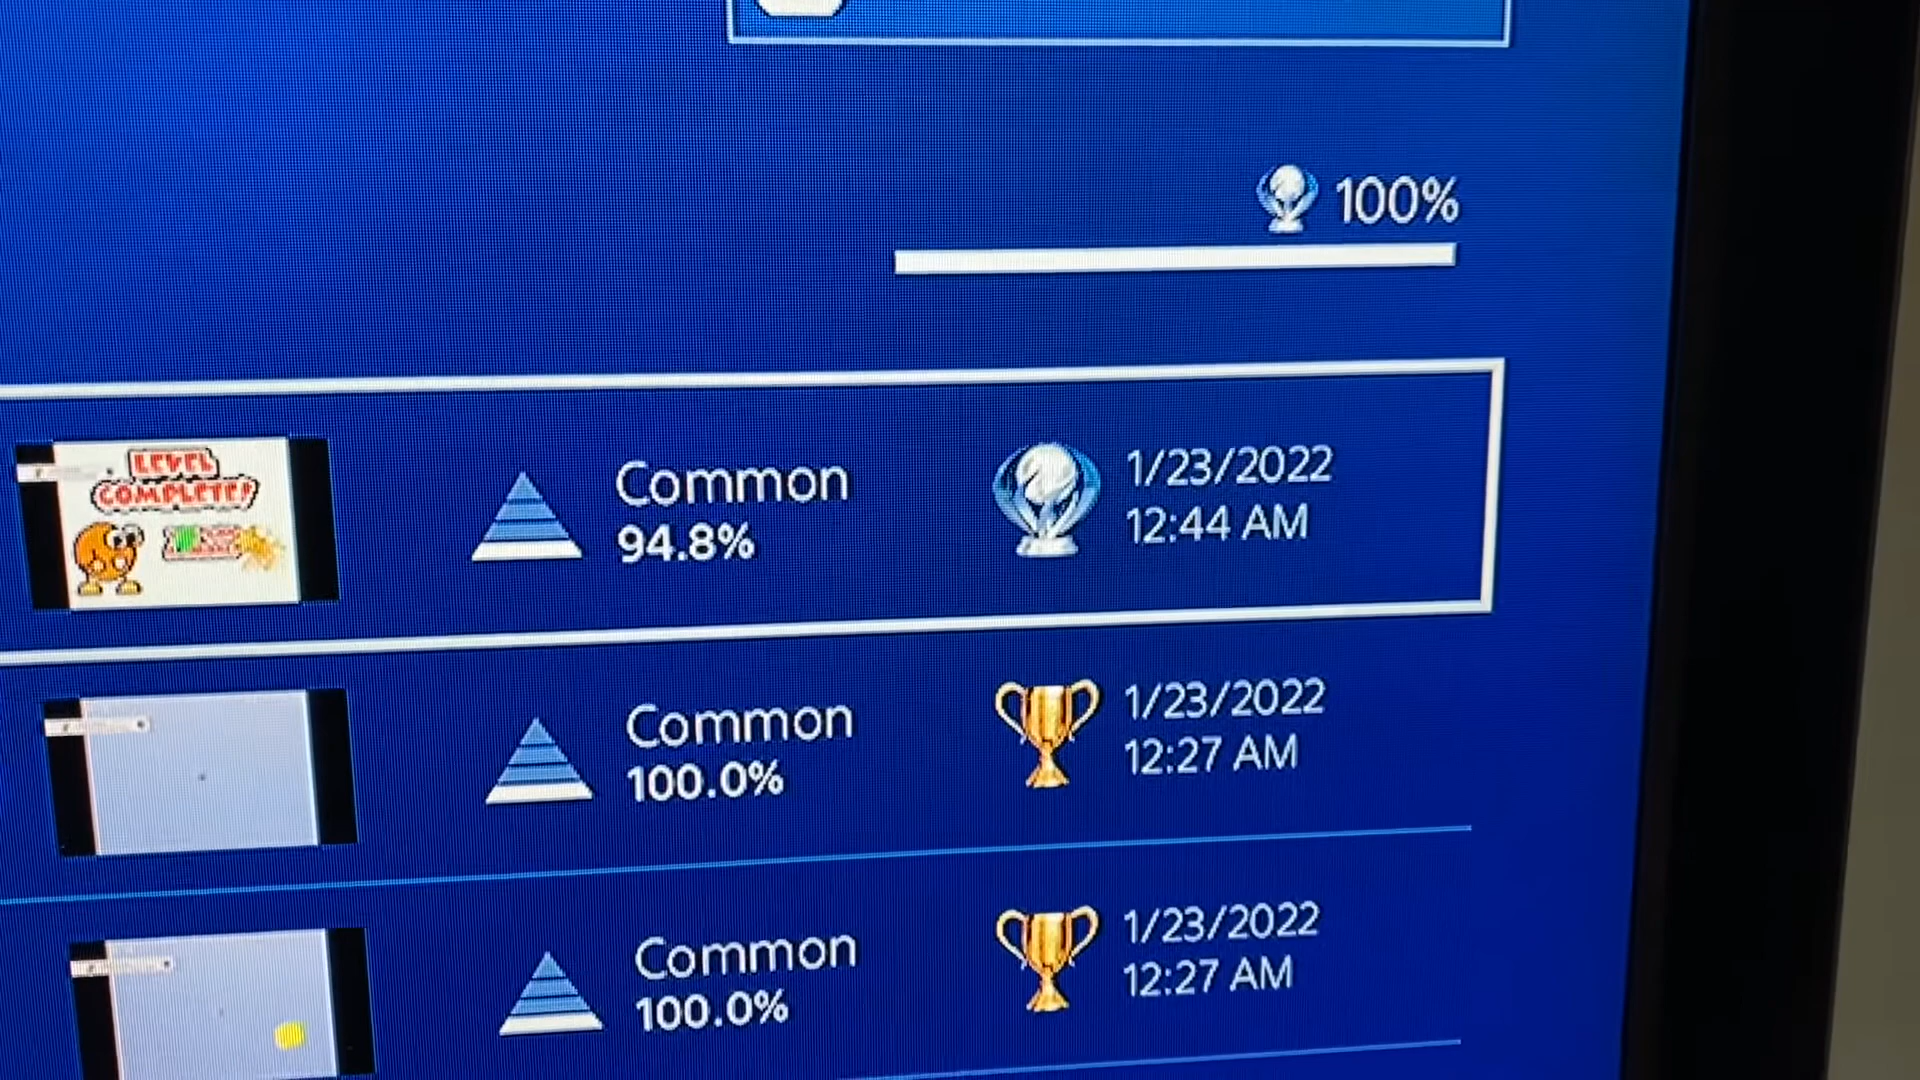 100%
LEVEL
COMPLETE!
Common
94.8%
1/23/2022
12:44 AM
Common
100.0%
1/23/2022
12:27 AM
Common
100.0%
1/23/2022
12:27 AM